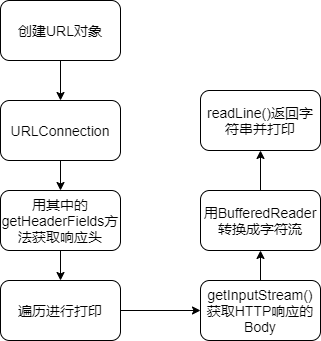 创建URL对象
URLConnection
用其中的
getHeaderFields方
法获取响应头
遍历进行打印
getInputStream()
获取HTTP响应的
Body
用BufferedReader
转换成字符流
readLine()返回字
符串并打印